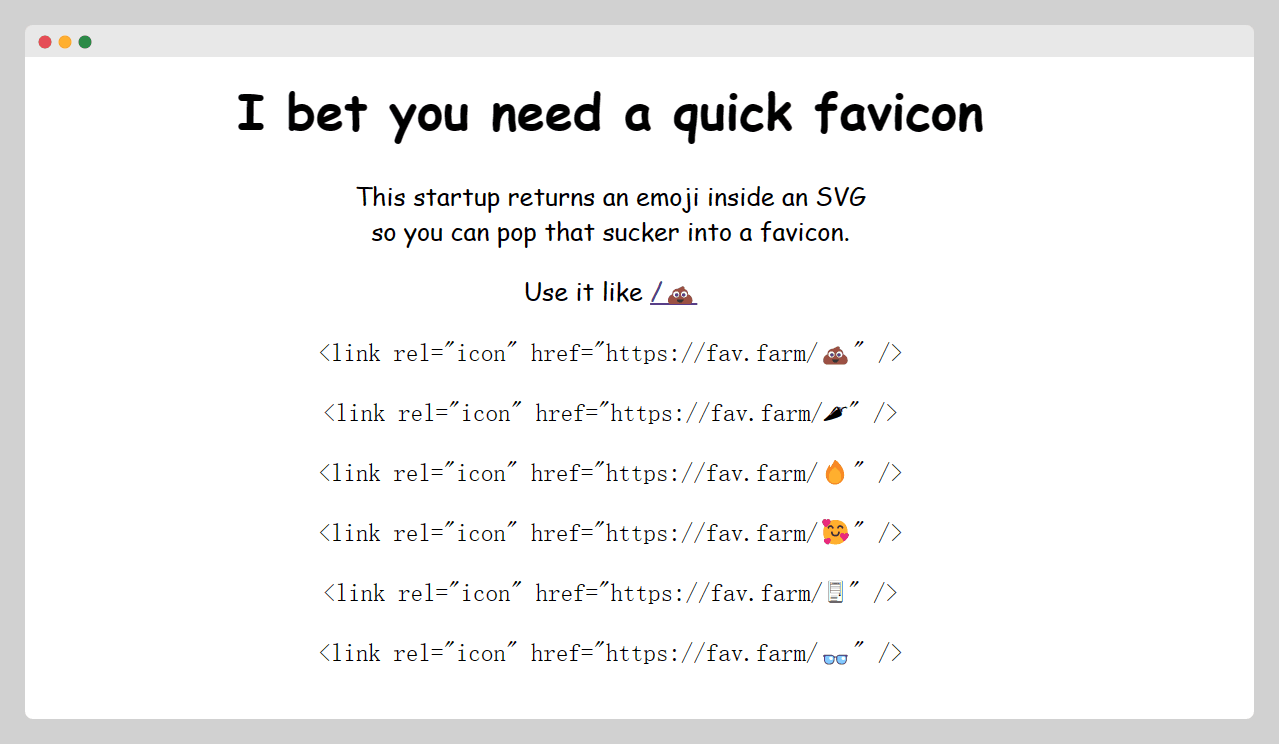 I bet you need a quick favicon
This startup returns an emoji inside an SVG
so you can pop that sucker into a favicon.
Use it like /💩
<link rel="icon" href="https://fav.farm/💩" />
<link rel="icon" href="https://fav.farm/🌶" />
<link rel="icon" href="https://fav.farm/🔥" />
<link rel="icon" href="https://fav.farm/🥰" />
<link rel="icon" href="https://fav.farm/🗒" />
<link rel="icon" href="https://fav.farm/👓" />